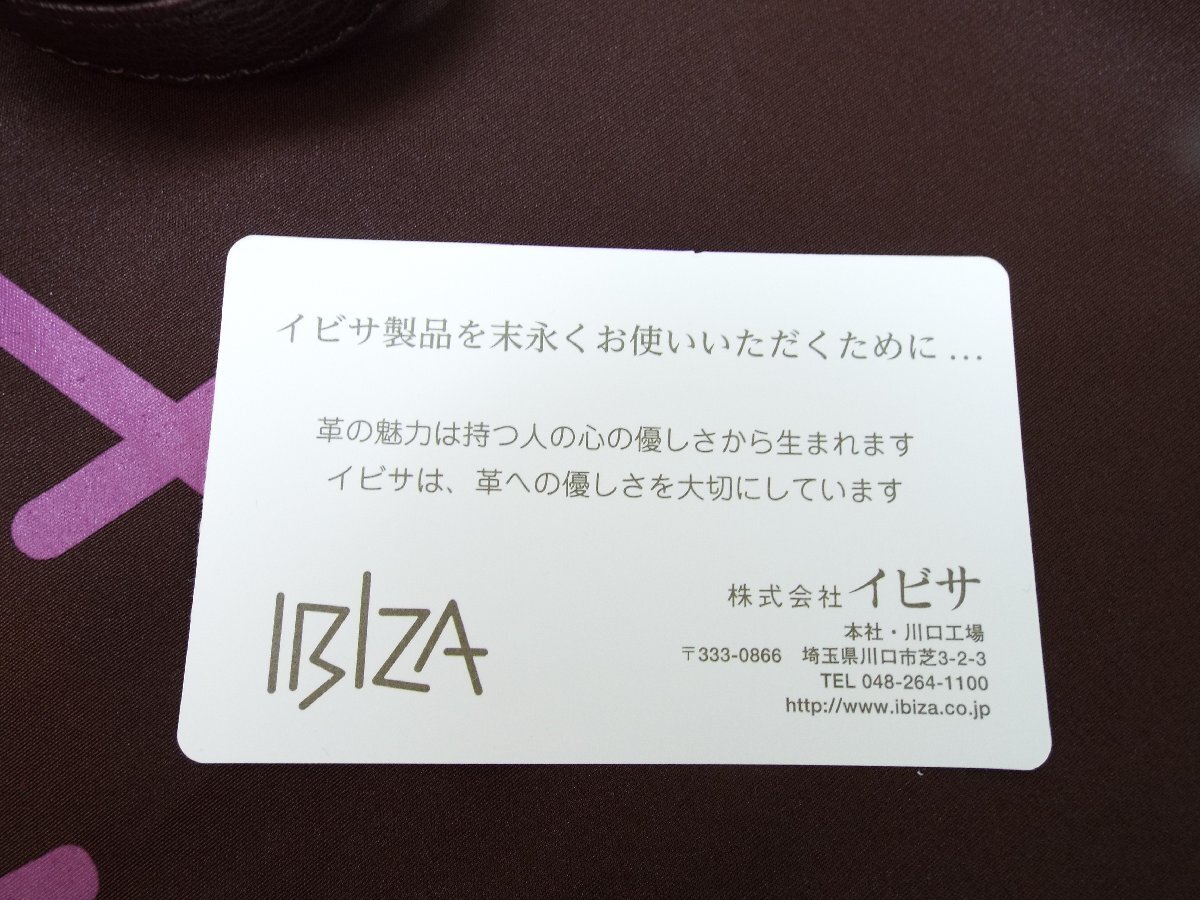 イビサ製品を末永くお使いいただくために...
革の魅力は持つ人の心の優しさから生まれます
イビサは、革への優しさを大切にしています
IBIZA
株式会社 イビサ
本社・川口工場
〒333-0866 埼玉県川口市芝3-2-3
TEL 048-264-1100
http://www.ibiza.co.jp